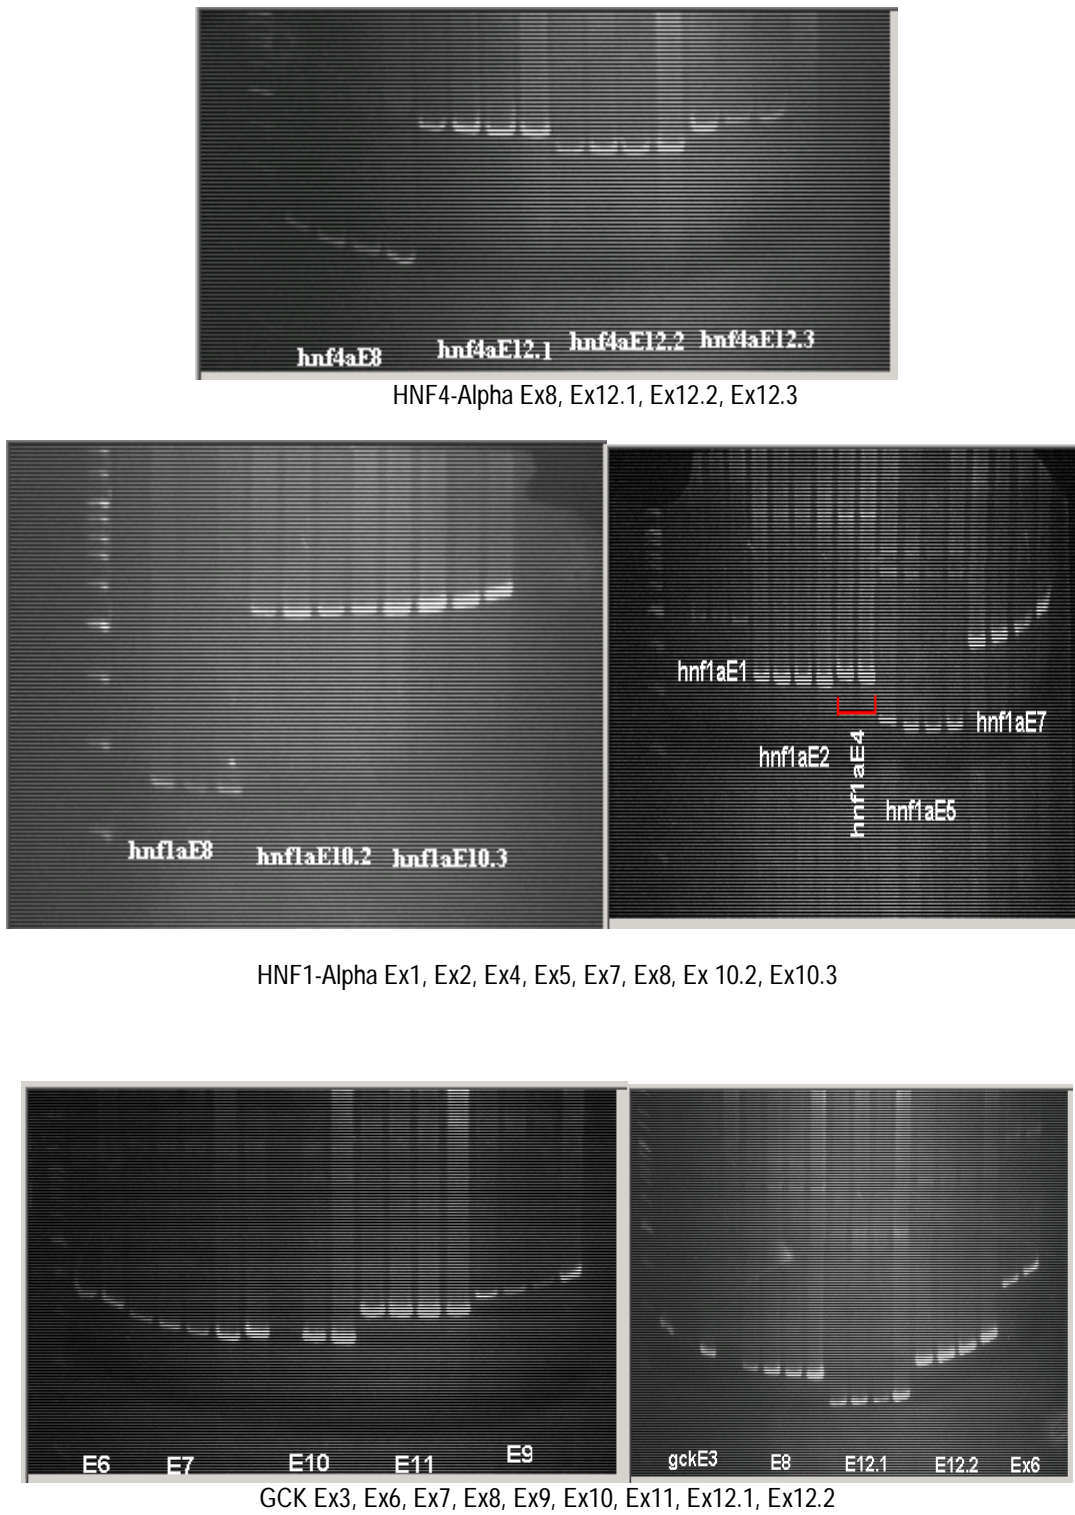 hnf4aE8 hnf4aE12.1 hnf4aE12.2 hnf4aE12.3
HNF4-Alpha Ex8, Ex12.1, Ex12.2, Ex12.3
hnf1aE8 hnf1aE10.2 hnf1aE10.3
hnf1aE1
hnf1aE7
hnf1aE2
hnf1aE4
hnf1aE5
HNF1-Alpha Ex1, Ex2, Ex4, Ex5, Ex7, Ex8, Ex 10.2, Ex10.3
E6 E7 E10 E11 E9
gckE3 E8 E12.1 E12.2 Ex6
GCK Ex3, Ex6, Ex7, Ex8, Ex9, Ex10, Ex11, Ex12.1, Ex12.2